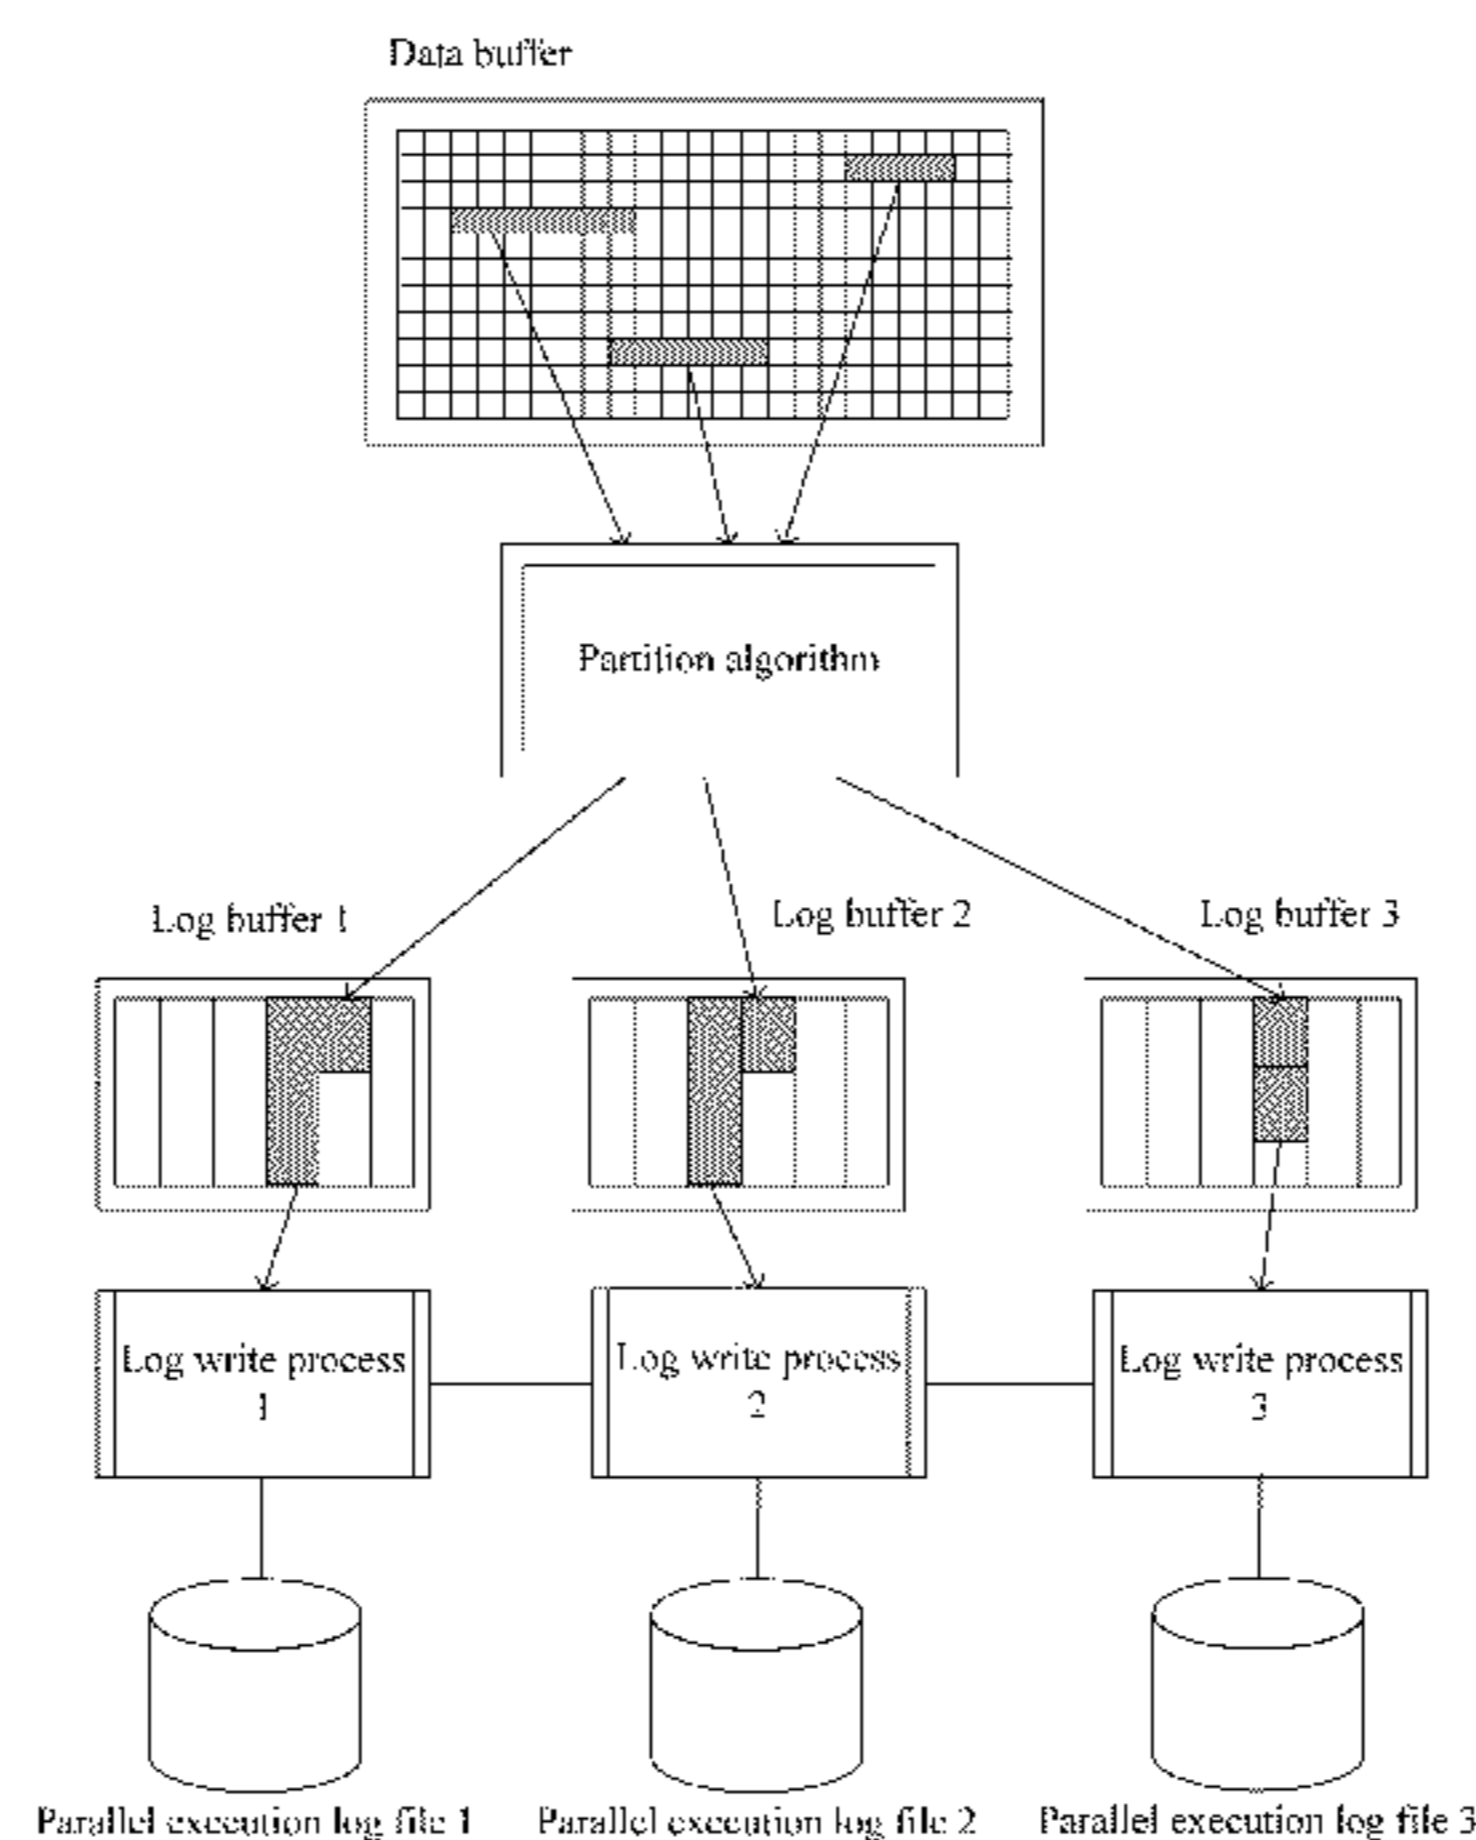 Data buffer
Partition algorithm
Log buffer 1
Log buffer 2
Log buffer 3
Log write process
1
Log write process
2
Log write process
3
Parallel execution log file 1
Parallel execution log file 2
Parallel execution log file 3